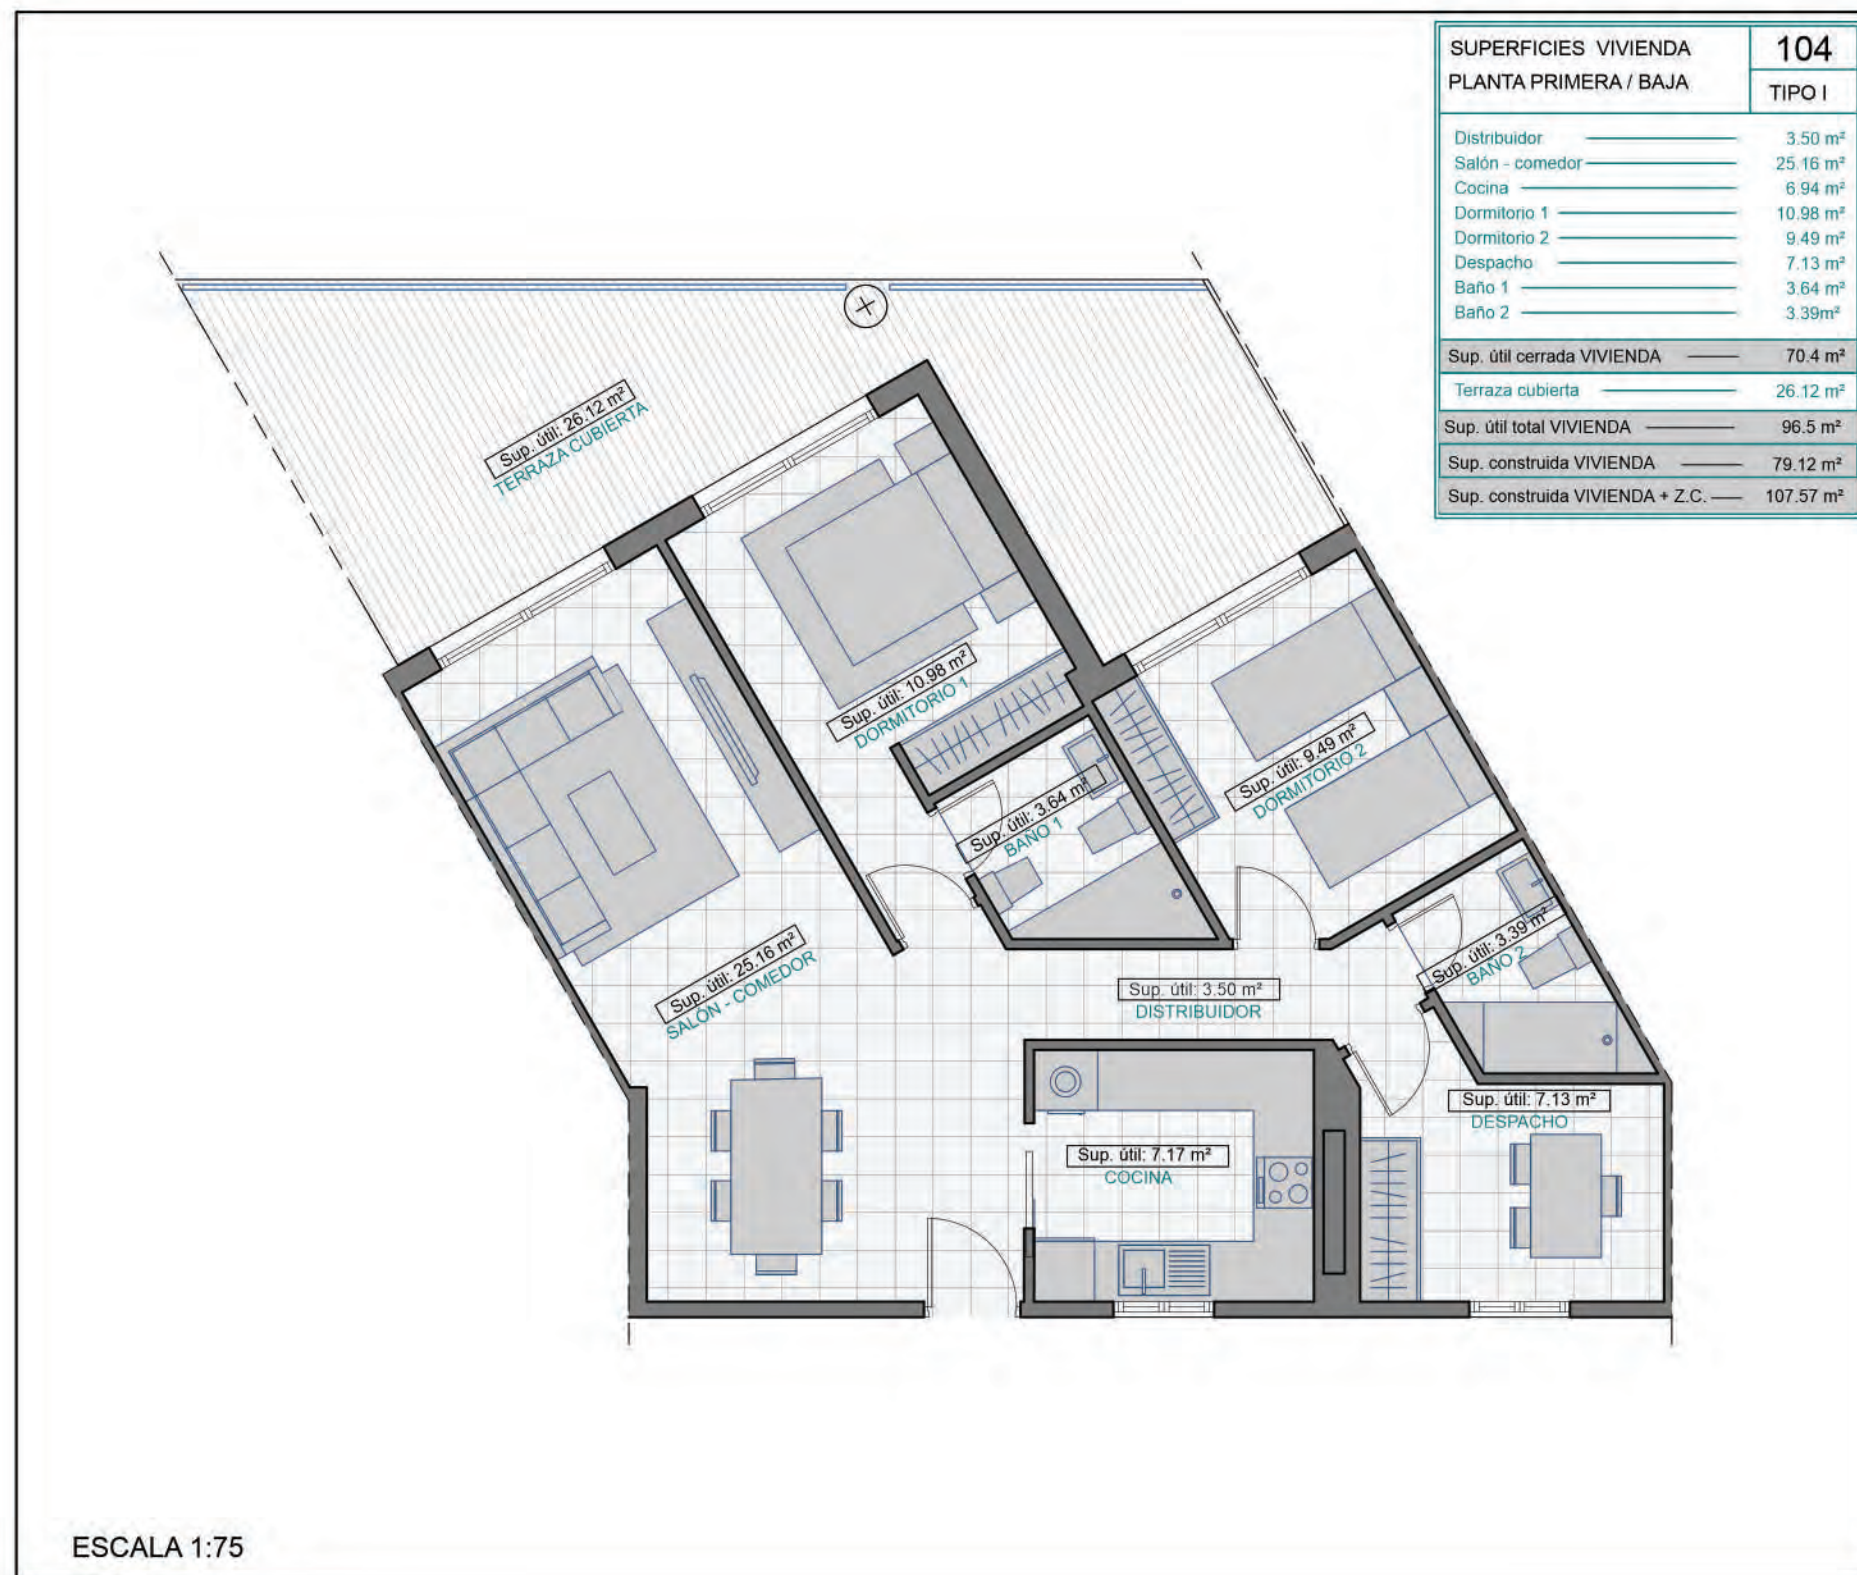 SUPERFICIES VIVIENDA
104
PLANTA PRIMERA / BAJA
TIPO I
Distribuidor 3.50 m²
Salón - comedor 25.16 m²
Cocina 6.94 m²
Dormitorio 1 10.98 m²
Dormitorio 2 9.49 m²
Despacho 7.13 m²
Baño 1 3.64 m²
Baño 2 3.39m²
Sup. útil cerrada VIVIENDA 70.4 m²
Terraza cubierta 26.12 m²
Sup. útil total VIVIENDA 96.5 m²
Sup. construida VIVIENDA 79.12 m²
Sup. construida VIVIENDA + Z.C. 107.57 m²
Sup. útil: 26.12 m²
TERRAZA CUBIERTA
Sup. útil: 10.98 m²
DORMITORIO 1
Sup. útil: 9.49 m²
DORMITORIO 2
Sup. útil: 3.64 m²
BAÑO 1
Sup. útil: 3.39 m²
BAÑO 2
Sup. útil: 25.16 m²
SALÓN - COMEDOR
Sup. útil: 3.50 m²
DISTRIBUIDOR
Sup. útil: 7.13 m²
DESPACHO
Sup. útil: 7.17 m²
COCINA
ESCALA 1:75